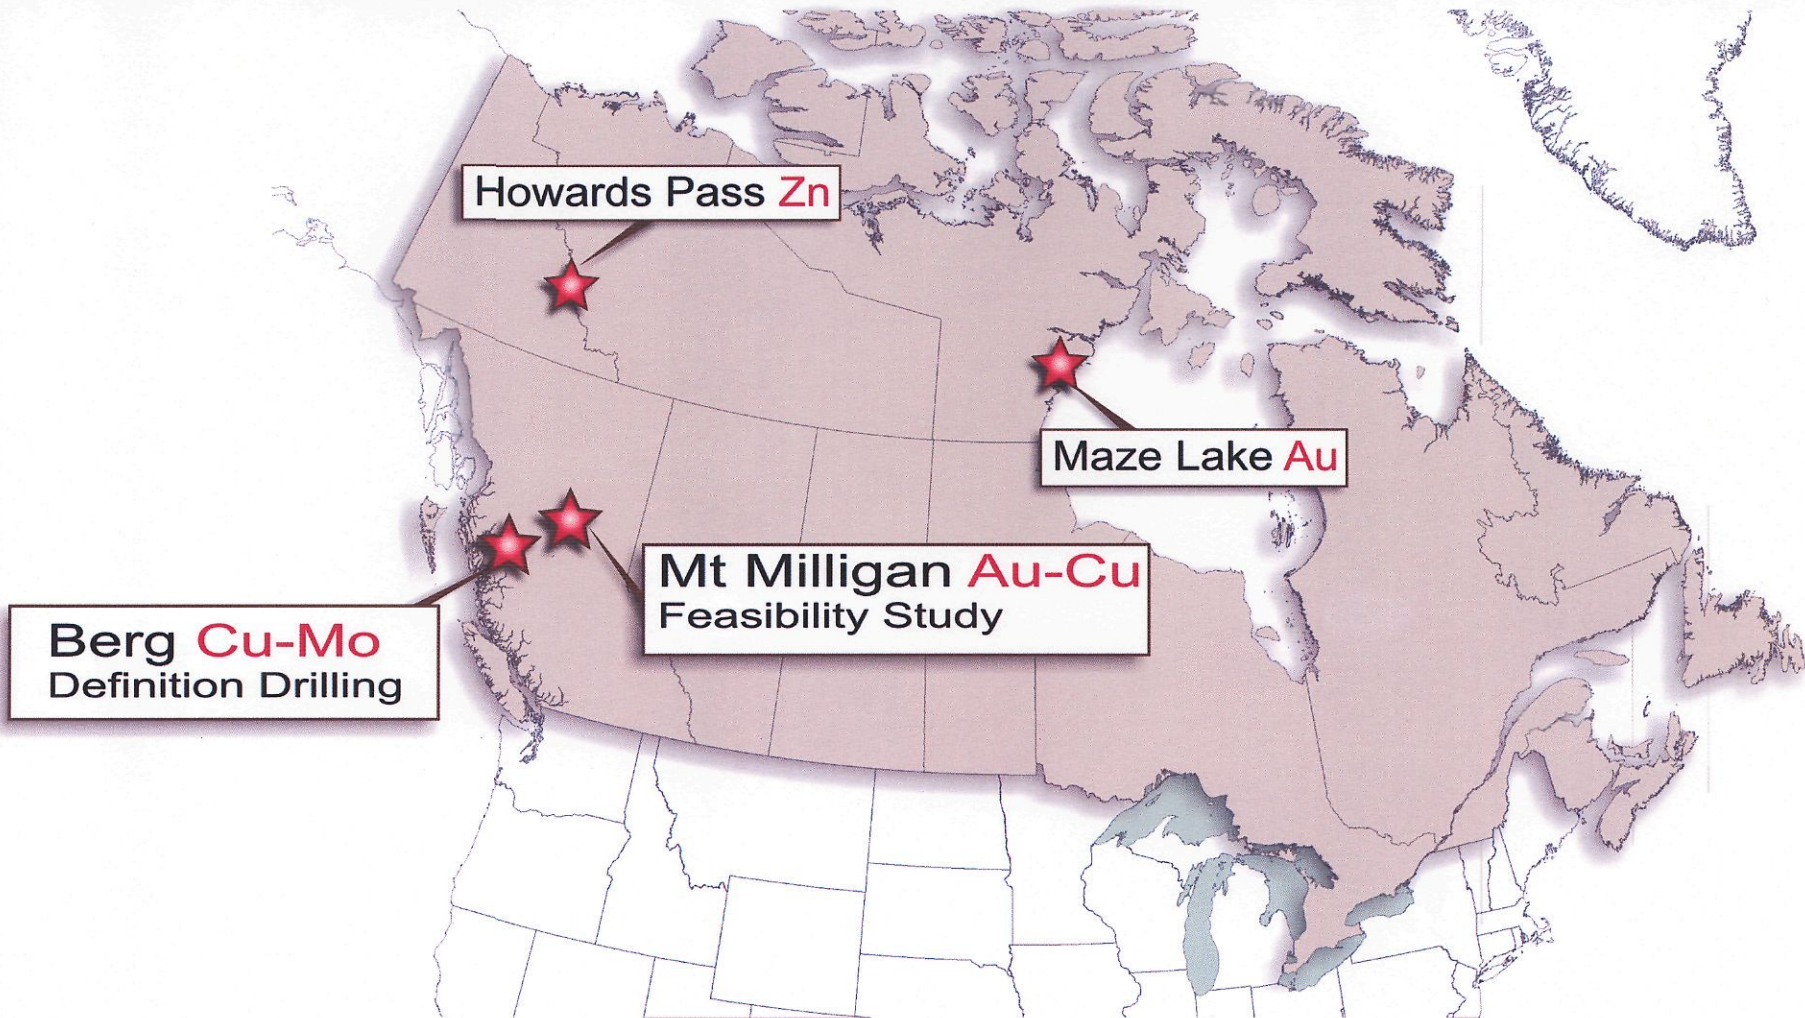 Howards Pass Zn
Maze Lake Au
Mt Milligan Au-Cu
Feasibility Study
Berg Cu-Mo
Definition Drilling